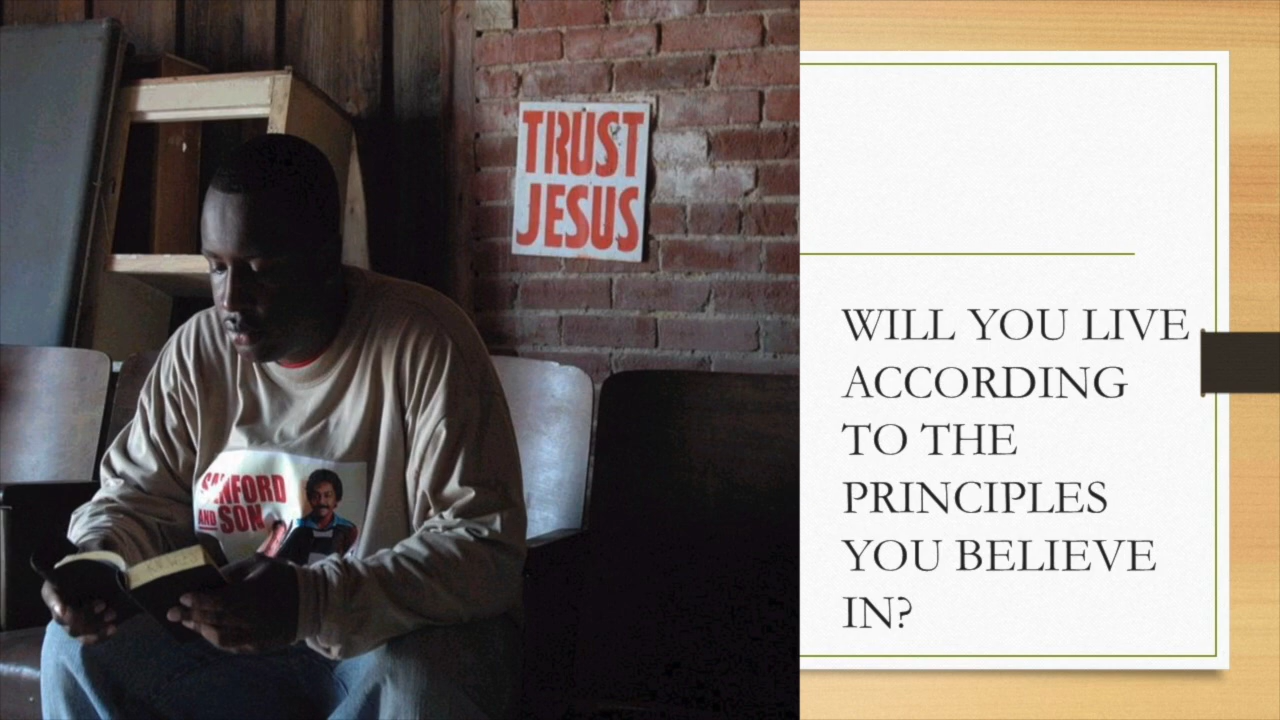 TRUST
JESUS
SANFORD
AND SON
WILL YOU LIVE
ACCORDING
TO THE
PRINCIPLES
YOU BELIEVE
IN?